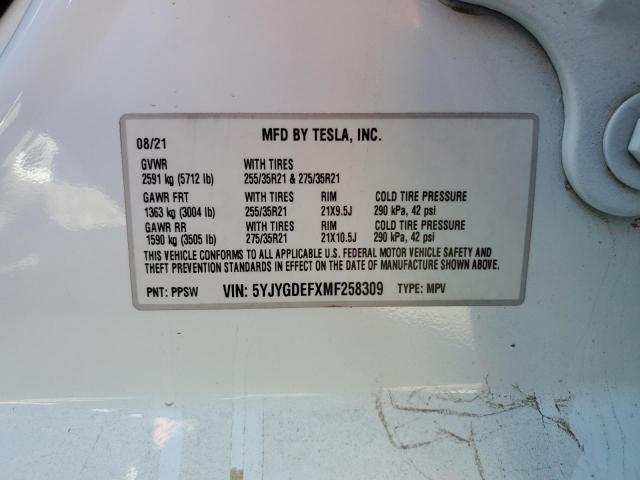 08/21 MFD BY TESLA, INC.
GVWR WITH TIRES
2591 kg (5712 lb) 255/35R21 & 275/35R21
GAWR FRT WITH TIRES RIM COLD TIRE PRESSURE
1363 kg (3004 lb) 255/35R21 21X9.5J 290 kPa, 42 psi
GAWR RR WITH TIRES RIM COLD TIRE PRESSURE
1590 kg (3505 lb) 275/35R21 21X10.5J 290 kPa, 42 psi
THIS VEHICLE CONFORMS TO ALL APPLICABLE U.S. FEDERAL MOTOR VEHICLE SAFETY AND
THEFT PREVENTION STANDARDS IN EFFECT ON THE DATE OF MANUFACTURE SHOWN ABOVE.
PNT: PPSW VIN: 5YJYGDEFXMF258309 TYPE: MPV